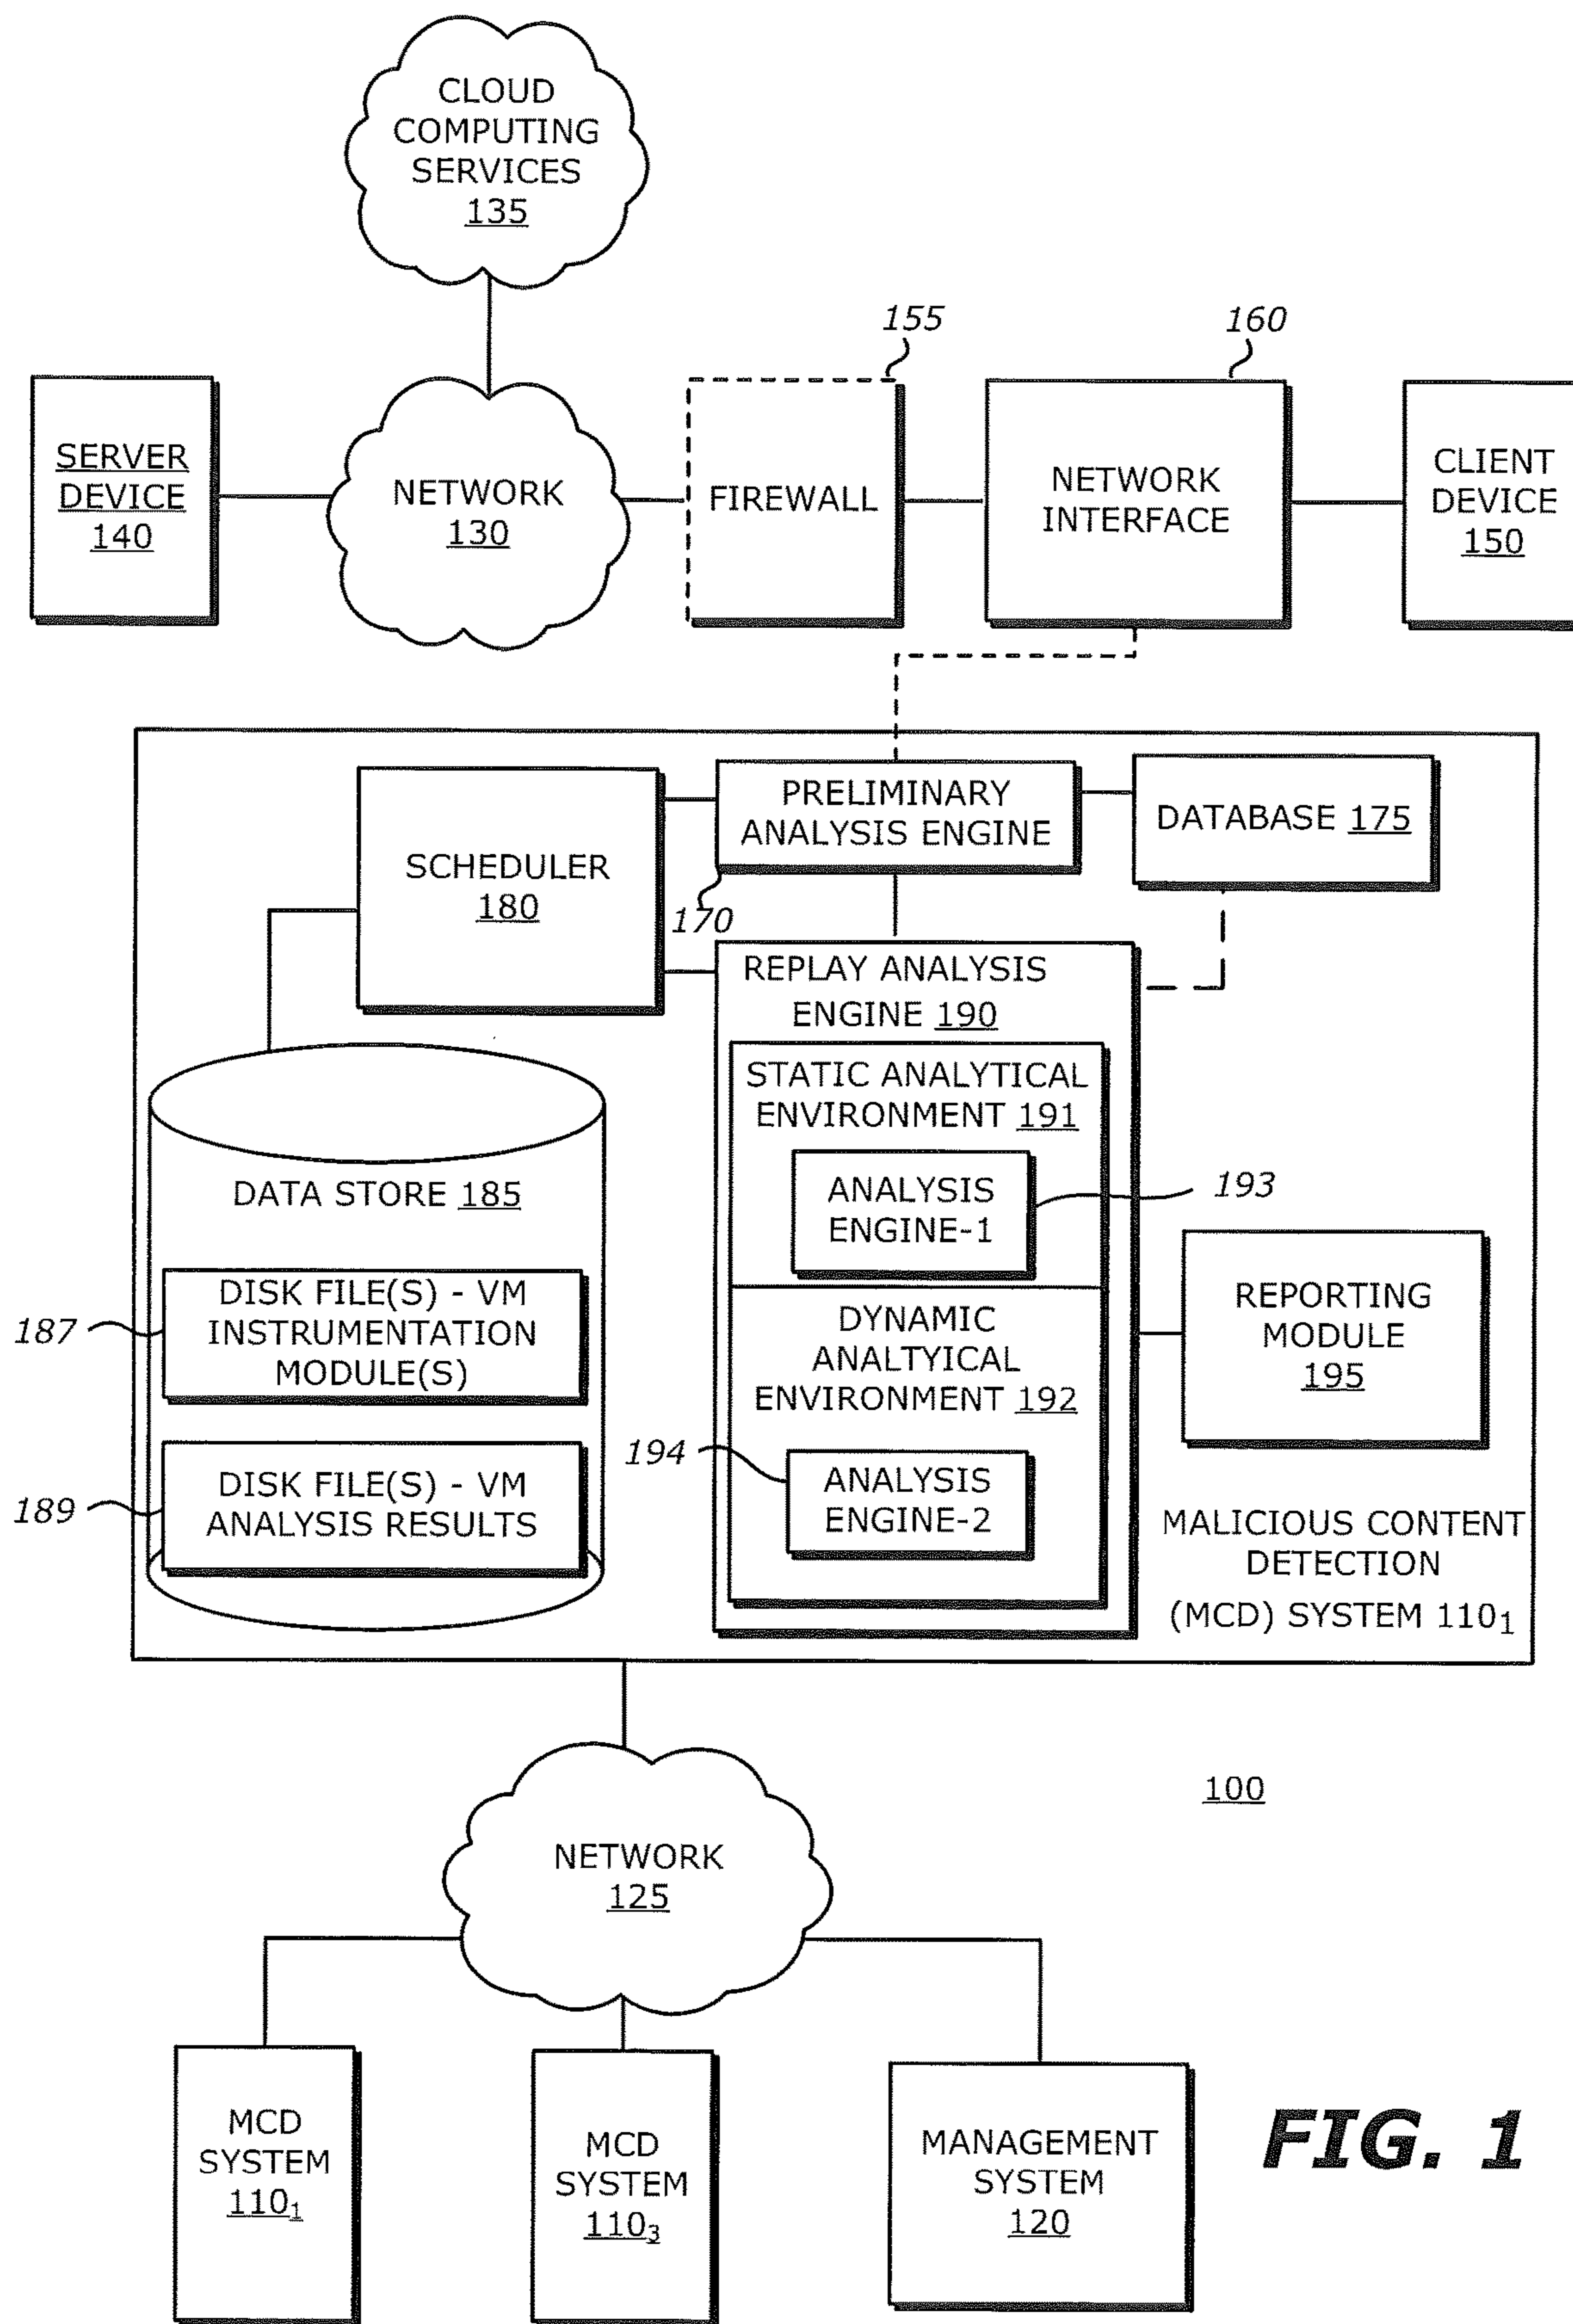 CLOUD
COMPUTING
SERVICES
135
155
160
SERVER
DEVICE
140
NETWORK
130
FIREWALL
NETWORK
INTERFACE
CLIENT
DEVICE
150
SCHEDULER
180
PRELIMINARY
ANALYSIS ENGINE
170
DATABASE 175
REPLAY ANALYSIS
ENGINE 190
STATIC ANALYTICAL
ENVIRONMENT 191
ANALYSIS
ENGINE-1
193
DATA STORE 185
187
DISK FILE(S) - VM
INSTRUMENTATION
MODULE(S)
DYNAMIC
ANALTYICAL
ENVIRONMENT 192
REPORTING
MODULE
195
189
DISK FILE(S) - VM
ANALYSIS RESULTS
194
ANALYSIS
ENGINE-2
MALICIOUS CONTENT
DETECTION
(MCD) SYSTEM 110₁
100
NETWORK
125
MCD
SYSTEM
110₁
MCD
SYSTEM
110₃
MANAGEMENT
SYSTEM
120
FIG. 1